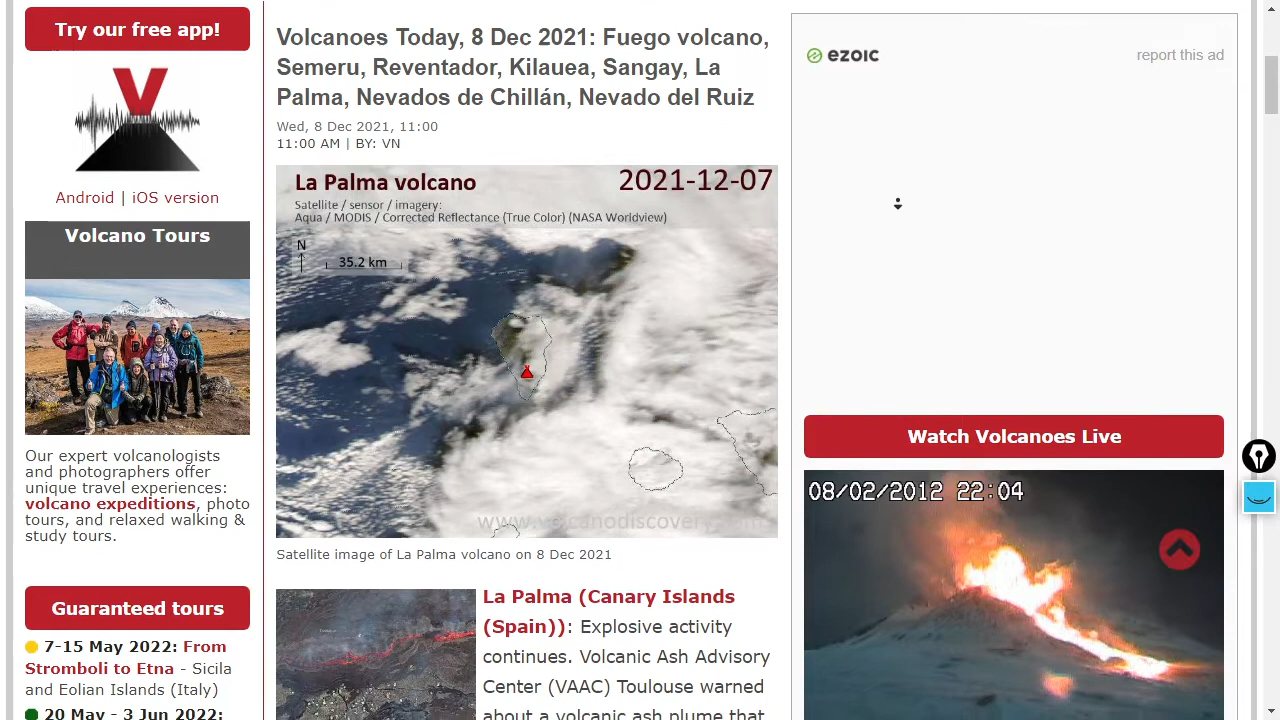 Try our free app!
V
Android | iOS version
Volcano Tours
Our expert volcanologists
and photographers offer
unique travel experiences:
volcano expeditions, photo
tours, and relaxed walking &
study tours.
Guaranteed tours
7-15 May 2022: From
Stromboli to Etna - Sicila
and Eolian Islands (Italy)
20 May - 3 Jun 2022:
Volcanoes Today, 8 Dec 2021: Fuego volcano,
Semeru, Reventador, Kilauea, Sangay, La
Palma, Nevados de Chillán, Nevado del Ruiz
Wed, 8 Dec 2021, 11:00
11:00 AM | BY: VN
La Palma volcano
2021-12-07
Satellite / sensor / imagery:
Aqua / MODIS / Corrected Reflectance (True Color) (NASA Worldview)
N
35.2 km
www.volcanodiscovery.com
Satellite image of La Palma volcano on 8 Dec 2021
La Palma (Canary Islands
(Spain)): Explosive activity
continues. Volcanic Ash Advisory
Center (VAAC) Toulouse warned
about a volcanic ash plume that
ezoic
report this ad
Watch Volcanoes Live
08/02/2012 22:04